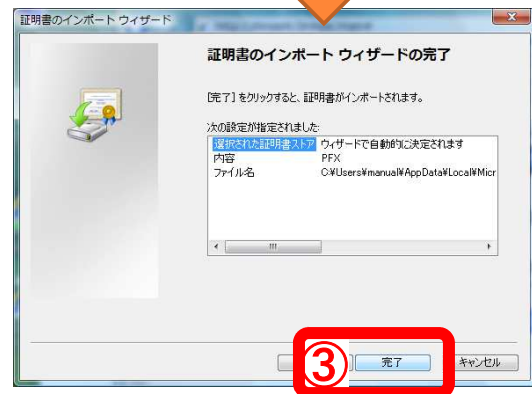 証明書のインポート ウィザード
証明書のインポート ウィザードの完了
[完了] をクリックすると、証明書がインポートされます。
次の設定が指定されました:
選択された証明書ストア ウィザードで自動的に決定されます
内容 PFX
ファイル名 C:¥Users¥manual¥AppData¥Local¥Micr
③ 完了 キャンセル